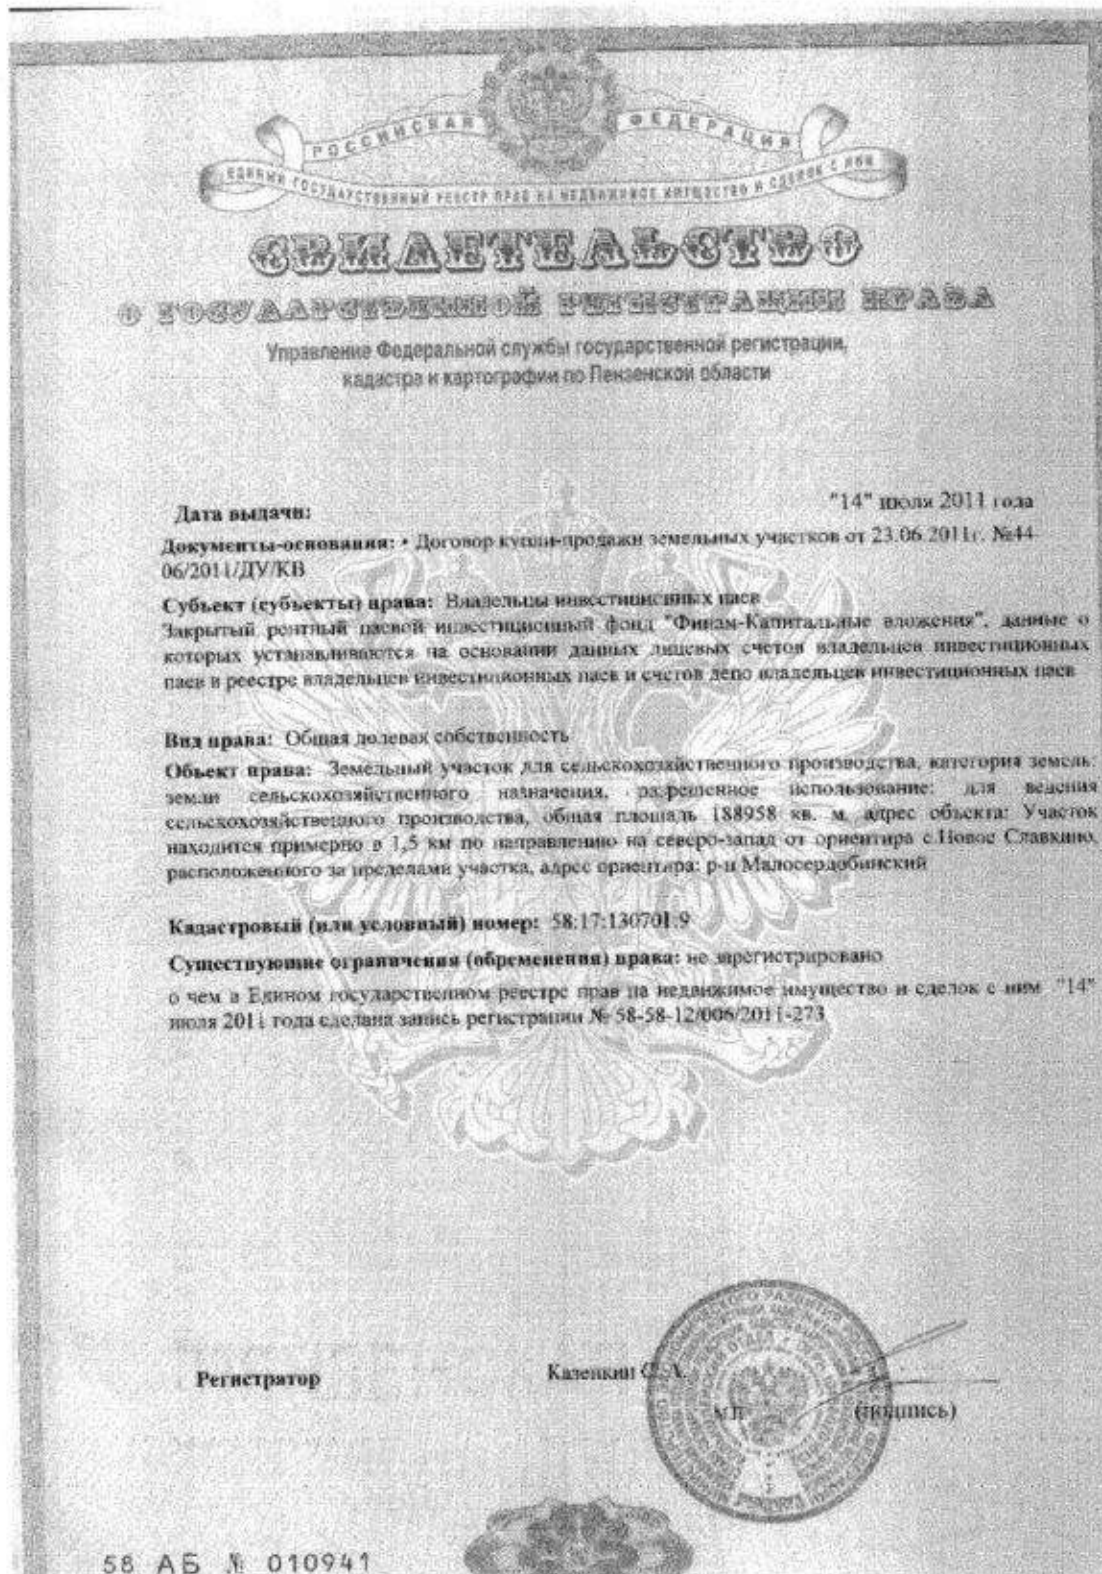 РОССИЙСКАЯ ФЕДЕРАЦИЯ
ЕДИНЫЙ ГОСУДАРСТВЕННЫЙ РЕЕСТР ПРАВ НА НЕДВИЖИМОЕ ИМУЩЕСТВО И СДЕЛОК С НИМ
СВИДЕТЕЛЬСТВО
О ГОСУДАРСТВЕННОЙ РЕГИСТРАЦИИ ПРАВА
Управление Федеральной службы государственной регистрации,
кадастра и картографии по Пензенской области
Дата выдачи: "14" июля 2011 года
Документы-основания: • Договор купли-продажи земельных участков от 23.06.2011г. №44-
06/2011/ДУ/КВ
Субъект (субъекты) права: Владельцы инвестиционных паев
Закрытый рентный паевой инвестиционный фонд "Финам-Капитальные вложения", данные о
которых устанавливаются на основании данных лицевых счетов владельцев инвестиционных
паев в реестре владельцев инвестиционных паев и счетов депо владельцев инвестиционных паев
Вид права: Общая долевая собственность
Объект права: Земельный участок для сельскохозяйственного производства, категория земель:
земли сельскохозяйственного назначения, разрешенное использование: для ведения
сельскохозяйственного производства, общая площадь 188958 кв. м, адрес объекта: Участок
находится примерно в 1,5 км по направлению на северо-запад от ориентира с.Новое Славкино,
расположенного за пределами участка, адрес ориентира: р-н Малосердобинский
Кадастровый (или условный) номер: 58:17:130701:9
Существующие ограничения (обременения) права: не зарегистрировано
о чем в Едином государственном реестре прав на недвижимое имущество и сделок с ним "14"
июля 2011 года сделана запись регистрации № 58-58-12/006/2011-273
Регистратор
Казенкин С. А.
М.П.
(подпись)
58 АБ № 010941